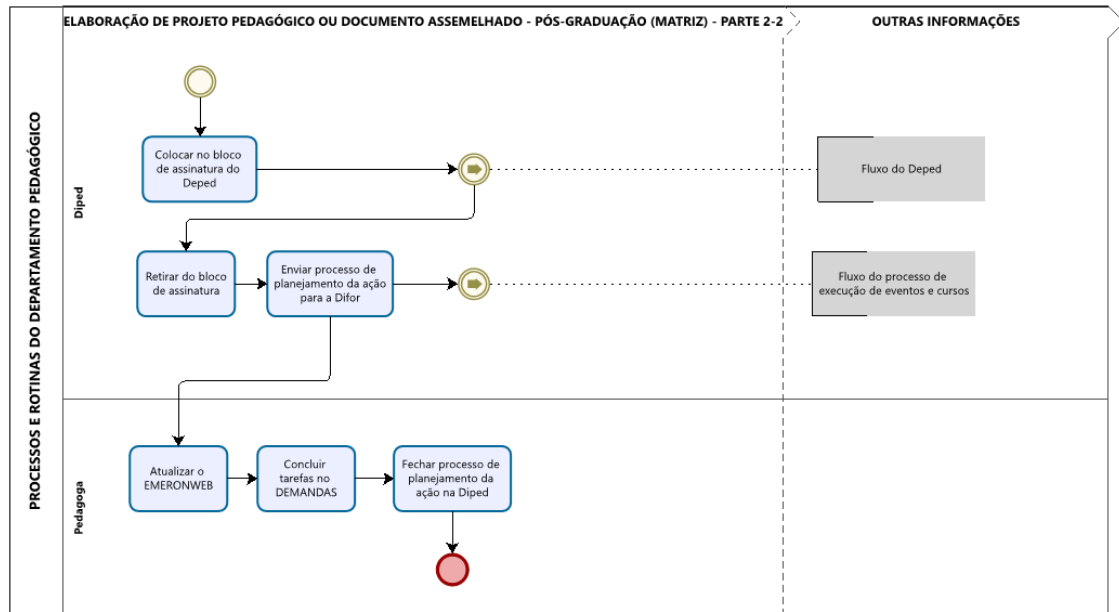 ELABORAÇÃO DE PROJETO PEDAGÓGICO OU DOCUMENTO ASSEMELHADO - PÓS-GRADUAÇÃO (MATRIZ) - PARTE 2-2
OUTRAS INFORMAÇÕES
PROCESSOS E ROTINAS DO DEPARTAMENTO PEDAGÓGICO
Diped
Colocar no bloco
de assinatura do
Deped
Fluxo do Deped
Retirar do bloco
de assinatura
Enviar processo de
planejamento da ação
para a Difor
Fluxo do processo de
execução de eventos e cursos
Pedagoga
Atualizar o
EMERONWEB
Concluir
tarefas no
DEMANDAS
Fechar processo de
planejamento da
ação na Diped